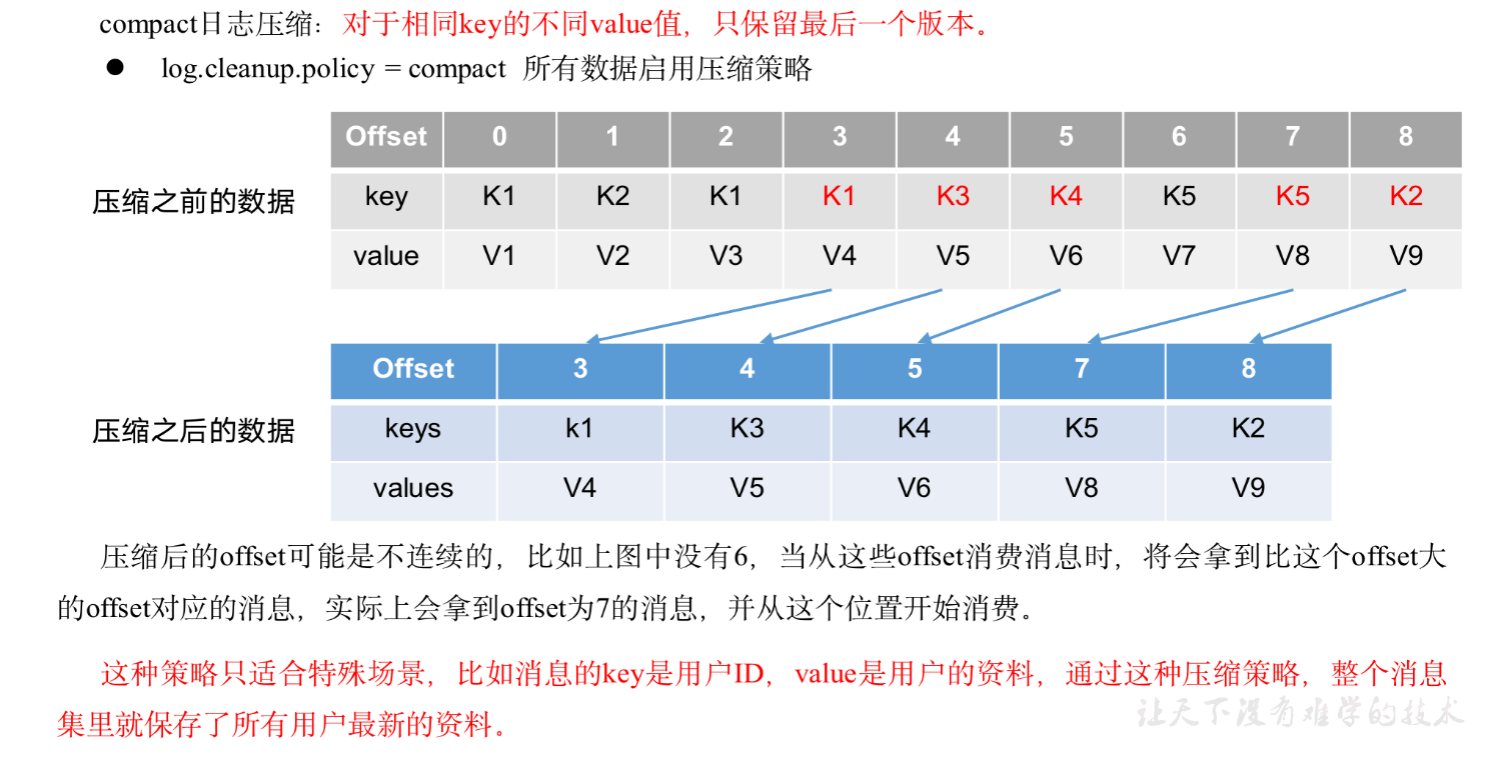 compact日志压缩：对于相同key的不同value值，只保留最后一个版本。
● log.cleanup.policy = compact 所有数据启用压缩策略
Offset 0 1 2 3 4 5 6 7 8
压缩之前的数据 key K1 K2 K1 K1 K3 K4 K5 K5 K2
value V1 V2 V3 V4 V5 V6 V7 V8 V9
Offset 3 4 5 7 8
压缩之后的数据 keys k1 K3 K4 K5 K2
values V4 V5 V6 V8 V9
压缩后的offset可能是不连续的，比如上图中没有6，当从这些offset消费消息时，将会拿到比这个offset大
的offset对应的消息，实际上会拿到offset为7的消息，并从这个位置开始消费。
这种策略只适合特殊场景，比如消息的key是用户ID，value是用户的资料，通过这种压缩策略，整个消息
集里就保存了所有用户最新的资料。
让天下没有难学的技术